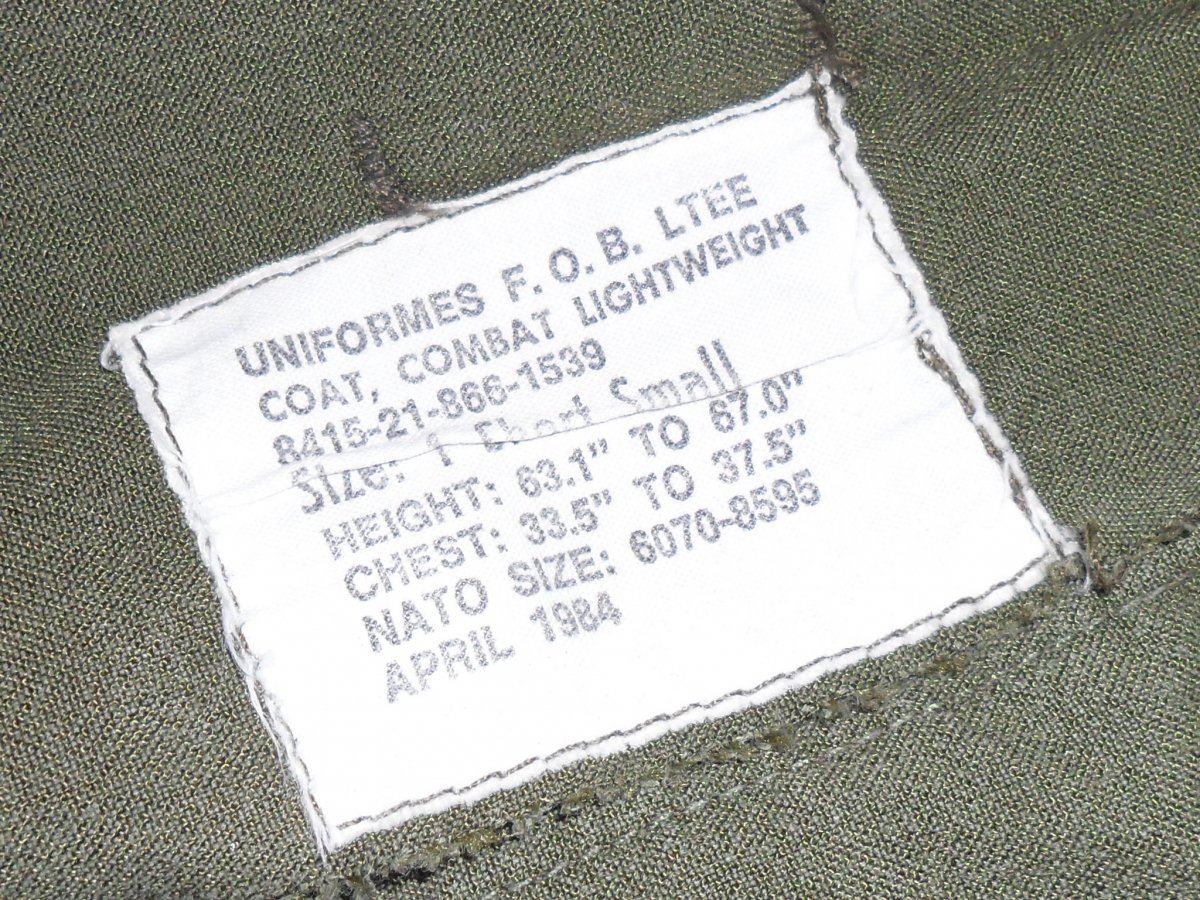 UNIFORMES F.O.B. LTEE
COAT, COMBAT LIGHTWEIGHT
8415-21-866-1539
Size: 1 Short Small
HEIGHT: 63.1" TO 67.0"
CHEST: 33.5" TO 37.5"
NATO SIZE: 6070-8595
APRIL 1984